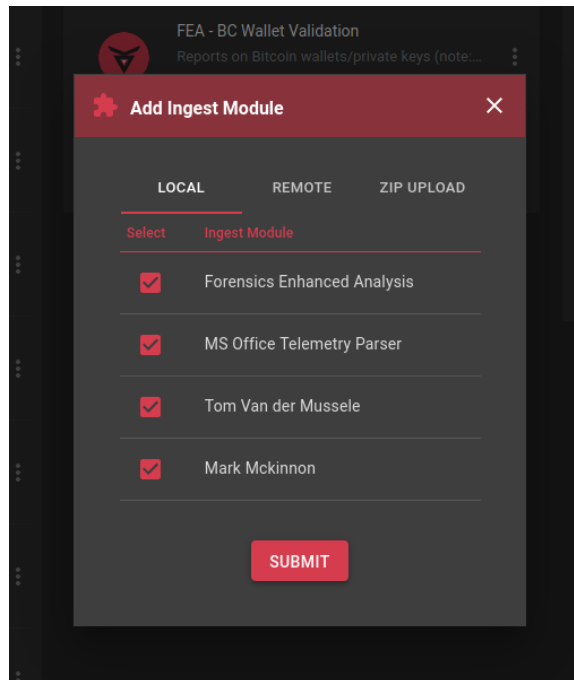 FEA - BC Wallet Validation
Reports on Bitcoin wallets/private keys (note:...
Add Ingest Module
LOCAL
REMOTE
ZIP UPLOAD
Select
Ingest Module
Forensics Enhanced Analysis
MS Office Telemetry Parser
Tom Van der Mussele
Mark Mckinnon
SUBMIT